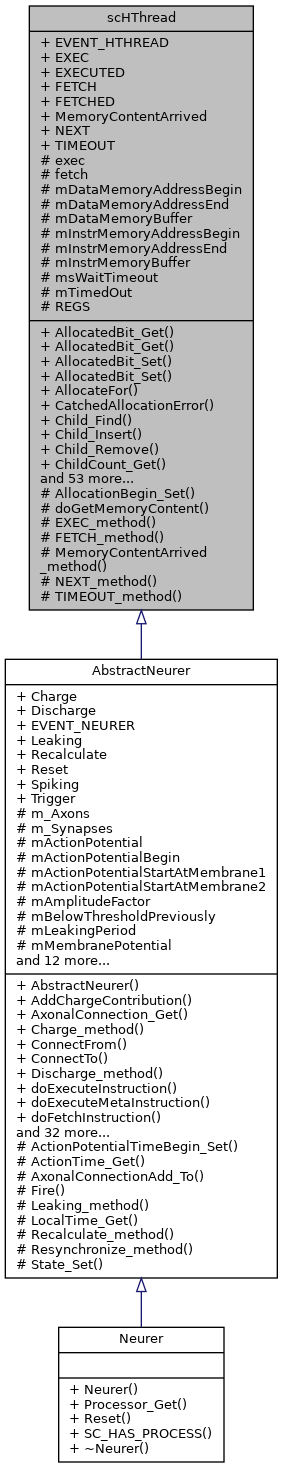 scHThread
+ EVENT_HTHREAD
+ EXEC
+ EXECUTED
+ FETCH
+ FETCHED
+ MemoryContentArrived
+ NEXT
+ TIMEOUT
# exec
# fetch
# mDataMemoryAddressBegin
# mDataMemoryAddressEnd
# mDataMemoryBuffer
# mInstrMemoryAddressBegin
# mInstrMemoryAddressEnd
# mInstrMemoryBuffer
# msWaitTimeout
# mTimedOut
# REGS
+ AllocatedBit_Get()
+ AllocatedBit_Get()
+ AllocatedBit_Set()
+ AllocatedBit_Set()
+ AllocateFor()
+ CatchedAllocationError()
+ Child_Find()
+ Child_Insert()
+ Child_Remove()
+ ChildCount_Get()
and 53 more...
# AllocationBegin_Set()
# doGetMemoryContent()
# EXEC_method()
# FETCH_method()
# MemoryContentArrived
_method()
# NEXT_method()
# TIMEOUT_method()
AbstractNeurer
+ Charge
+ Discharge
+ EVENT_NEURER
+ Leaking
+ Recalculate
+ Reset
+ Spiking
+ Trigger
# m_Axons
# m_Synapses
# mActionPotential
# mActionPotentialBegin
# mActionPotentialStartAtMembrane1
# mActionPotentialStartAtMembrane2
# mAmplitudeFactor
# mBelowThresholdPreviously
# mLeakingPeriod
# mMembranePotential
and 12 more...
+ AbstractNeurer()
+ AddChargeContribution()
+ AxonalConnection_Get()
+ Charge_method()
+ ConnectFrom()
+ ConnectTo()
+ Discharge_method()
+ doExecuteInstruction()
+ doExecuteMetaInstruction()
+ doFetchInstruction()
and 32 more...
# ActionPotentialTimeBegin_Set()
# ActionTime_Get()
# AxonalConnectionAdd_To()
# Fire()
# Leaking_method()
# LocalTime_Get()
# Recalculate_method()
# Resynchronize_method()
# State_Set()
Neurer
+ Neurer()
+ Processor_Get()
+ Reset()
+ SC_HAS_PROCESS()
+ ~Neurer()